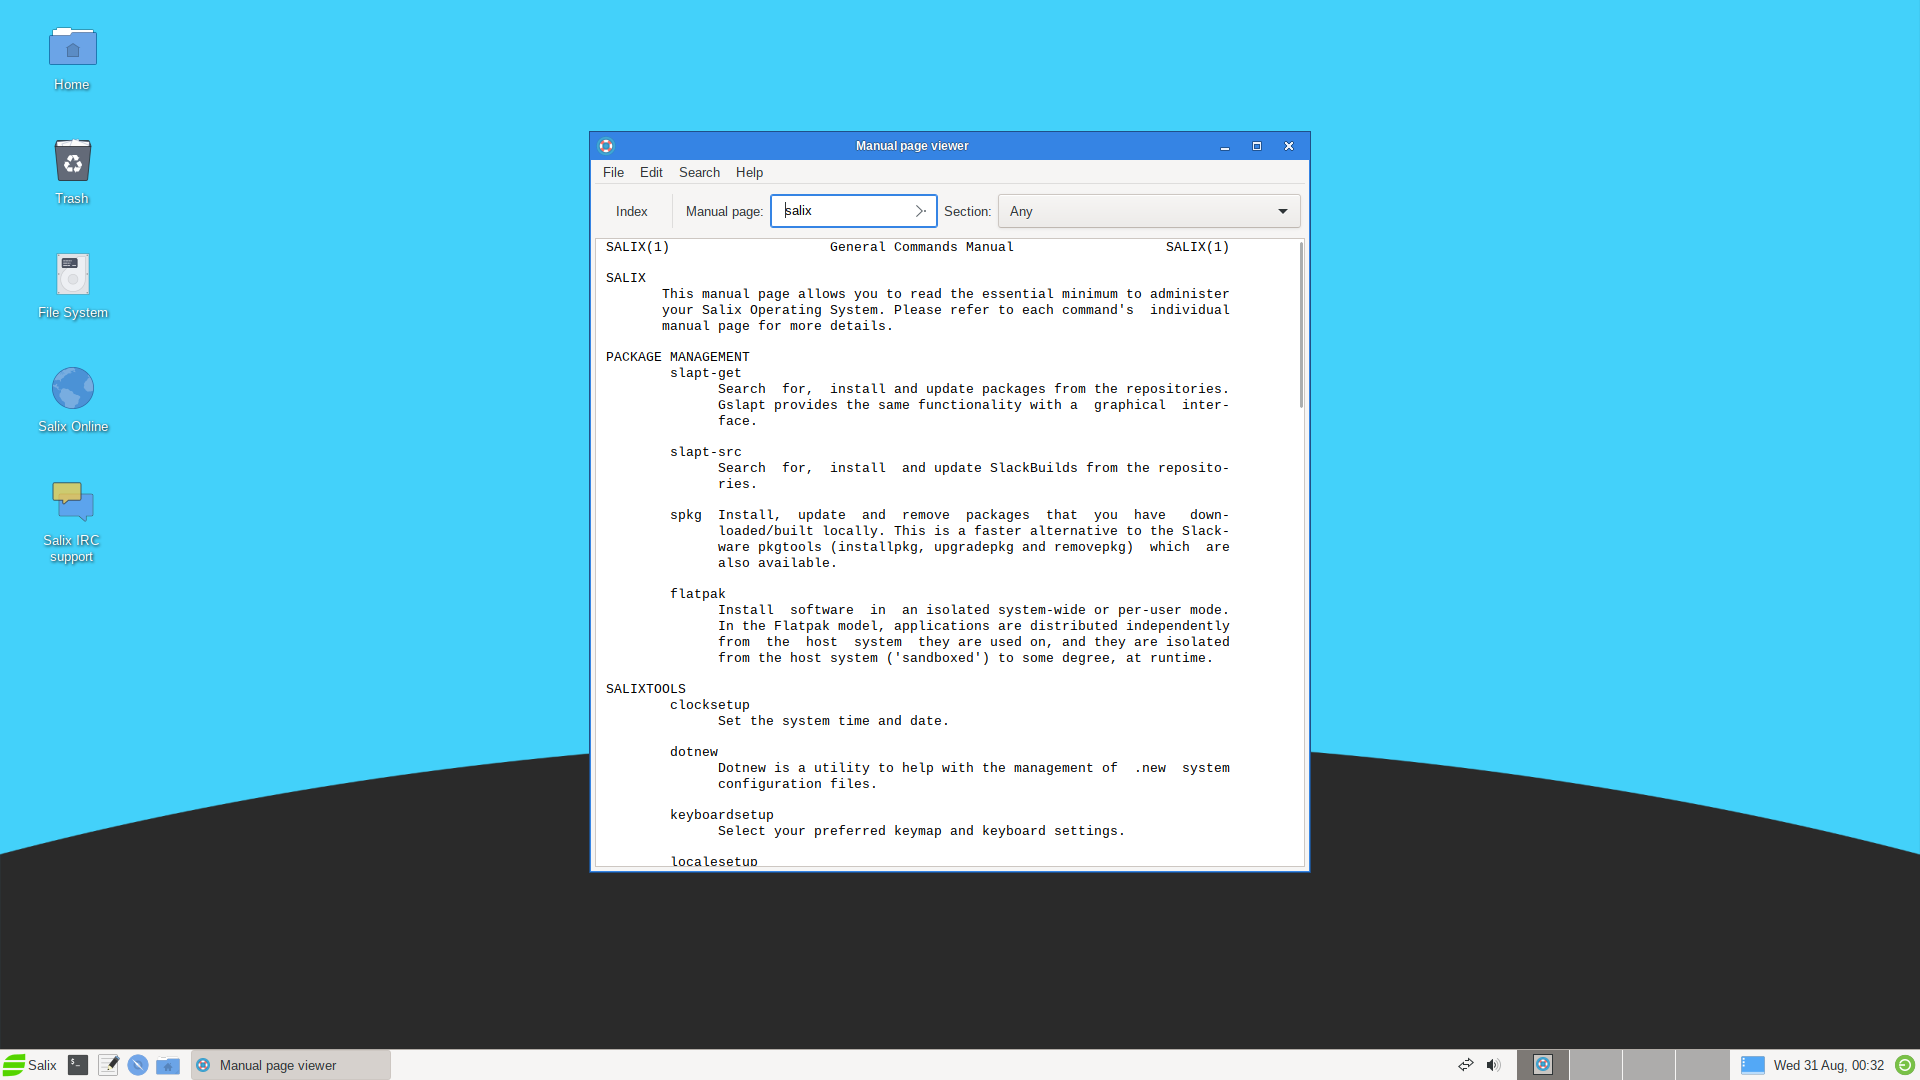 Home
Trash
File System
Salix Online
Salix IRC
support
Manual page viewer
File Edit Search Help
Index Manual page: salix Section: Any
SALIX(1) General Commands Manual SALIX(1)
SALIX
This manual page allows you to read the essential minimum to administer
your Salix Operating System. Please refer to each command's individual
manual page for more details.
PACKAGE MANAGEMENT
slapt-get
Search for, install and update packages from the repositories.
Gslapt provides the same functionality with a graphical inter-
face.
slapt-src
Search for, install and update SlackBuilds from the reposito-
ries.
spkg Install, update and remove packages that you have down-
loaded/built locally. This is a faster alternative to the Slack-
ware pkgtools (installpkg, upgradepkg and removepkg) which are
also available.
flatpak
Install software in an isolated system-wide or per-user mode.
In the Flatpak model, applications are distributed independently
from the host system they are used on, and they are isolated
from the host system ('sandboxed') to some degree, at runtime.
SALIXTOOLS
clocksetup
Set the system time and date.
dotnew
Dotnew is a utility to help with the management of .new system
configuration files.
keyboardsetup
Select your preferred keymap and keyboard settings.
localesetup
Salix Manual page viewer Wed 31 Aug, 00:32